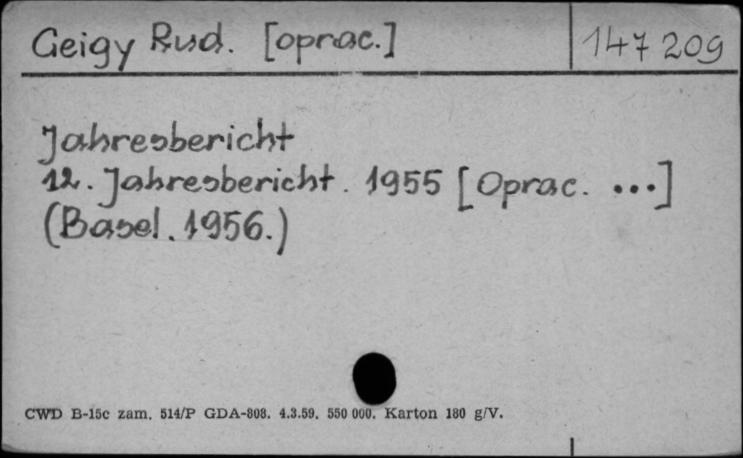 Geigy Rud. [oprac.]
147 209
Jahresbericht
12. Jahresbericht. 1955 [Oprac. ...]
(Basel. 1956.)
CWD B-15c zam. 514/P GDA-808. 4.3.59. 550 000. Karton 180 g/V.